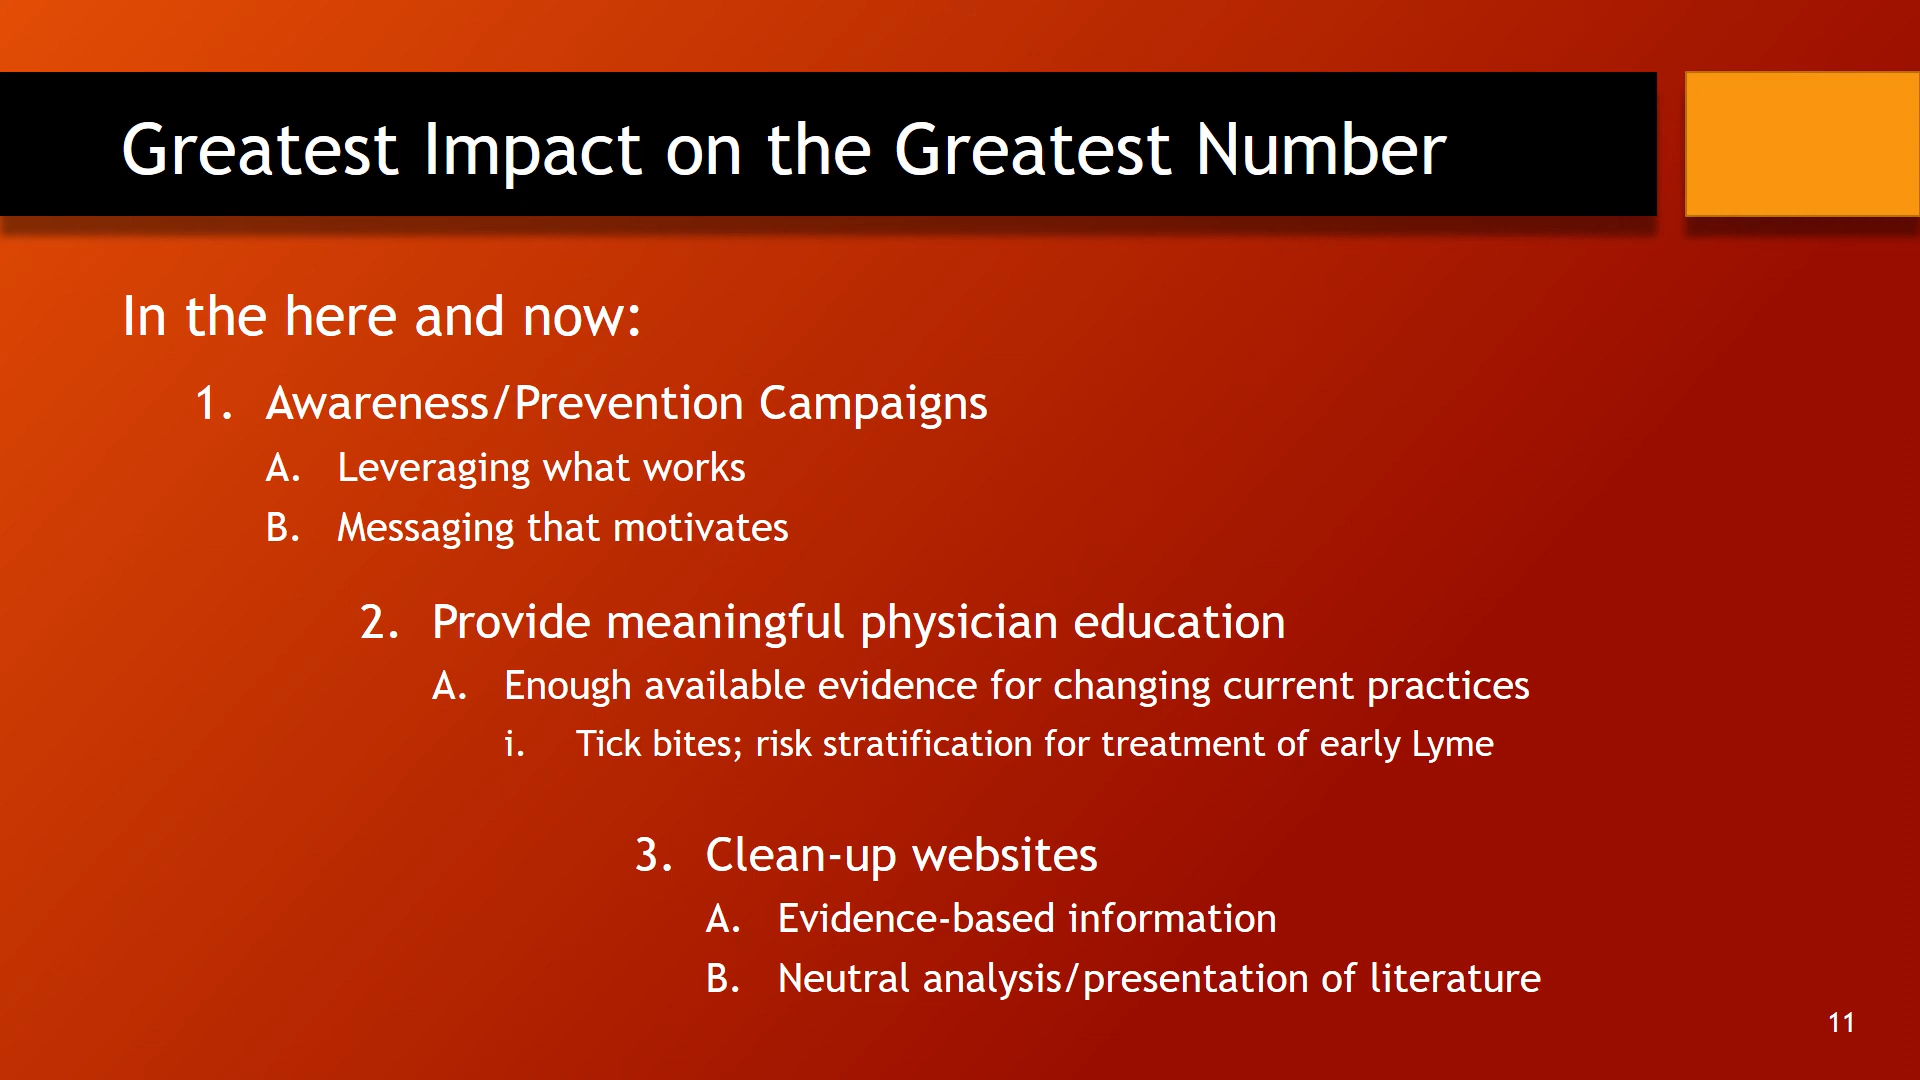 Greatest Impact on the Greatest Number
In the here and now:
1. Awareness/Prevention Campaigns
A. Leveraging what works
B. Messaging that motivates
2. Provide meaningful physician education
A. Enough available evidence for changing current practices
i. Tick bites; risk stratification for treatment of early Lyme
3. Clean-up websites
A. Evidence-based information
B. Neutral analysis/presentation of literature
11